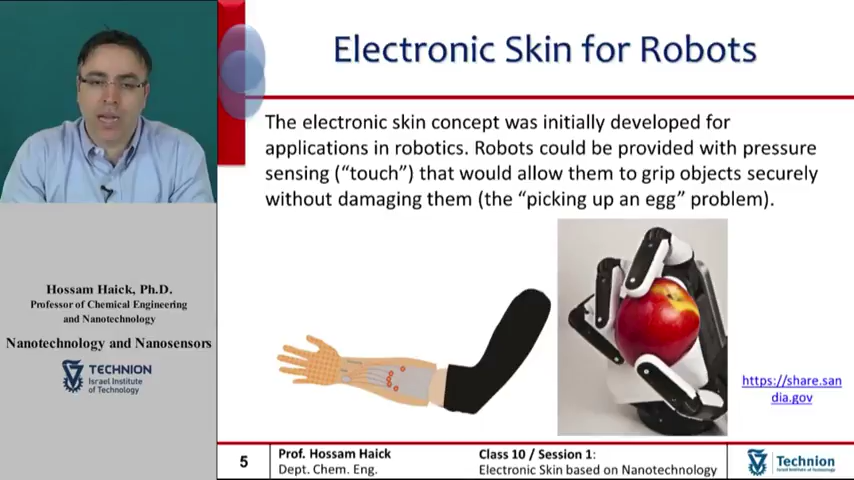 Electronic Skin for Robots
The electronic skin concept was initially developed for
applications in robotics. Robots could be provided with pressure
sensing (“touch”) that would allow them to grip objects securely
without damaging them (the “picking up an egg” problem).
Hossam Haick, Ph.D.
Professor of Chemical Engineering
and Nanotechnology
Nanotechnology and Nanosensors
TECHNION
Israel Institute
of Technology
https://share.san
dia.gov
5
Prof. Hossam Haick
Dept. Chem. Eng.
Class 10 / Session 1:
Electronic Skin based on Nanotechnology
Technion
Israel Institute of Technology